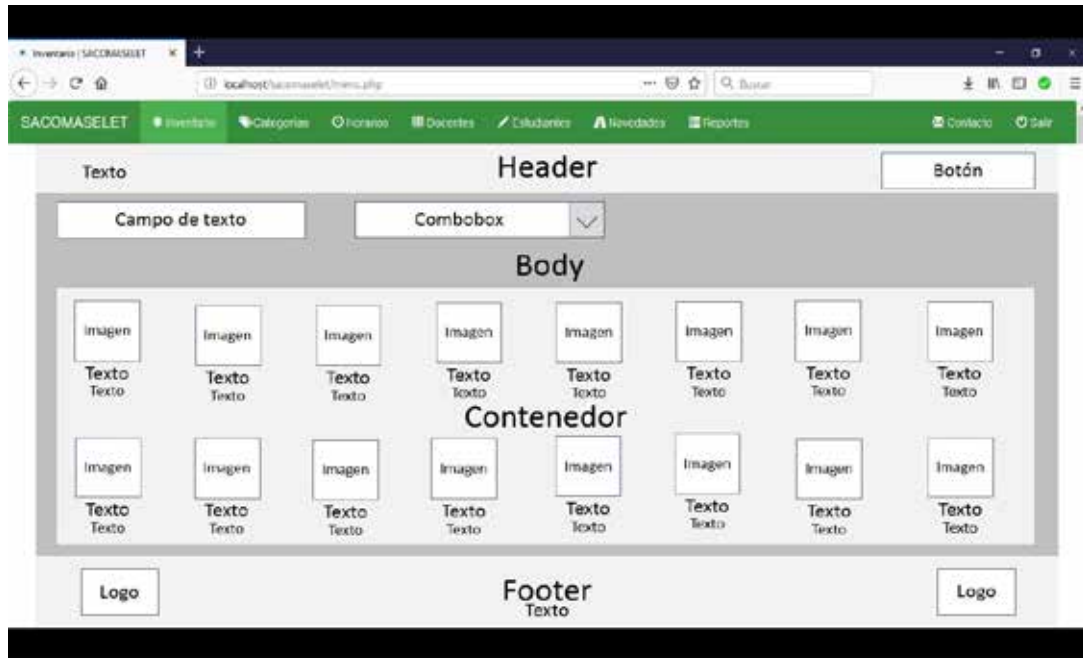 Inventario | SACOMASELET
localhost/sacomaselet/menu.php
Buscar
SACOMASELET Inventario Categorias Horarios Docentes Estudiantes Novedades Reportes Contacto Salir
Texto Header Botón
Campo de texto Combobox
Body
Imagen Imagen Imagen Imagen Imagen Imagen Imagen Imagen
Texto Texto Texto Texto Texto Texto Texto Texto
Texto Texto Texto Texto Texto Texto Texto Texto
Contenedor
Imagen Imagen Imagen Imagen Imagen Imagen Imagen Imagen
Texto Texto Texto Texto Texto Texto Texto Texto
Texto Texto Texto Texto Texto Texto Texto Texto
Logo Footer Logo
Texto